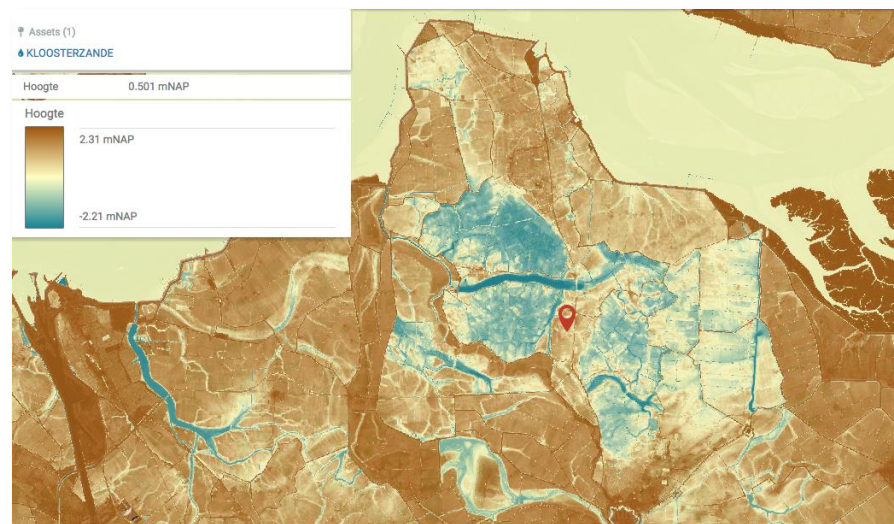 Assets (1)
KLOOSTERZANDE
Hoogte 0.501 mNAP
Hoogte
2.31 mNAP
-2.21 mNAP